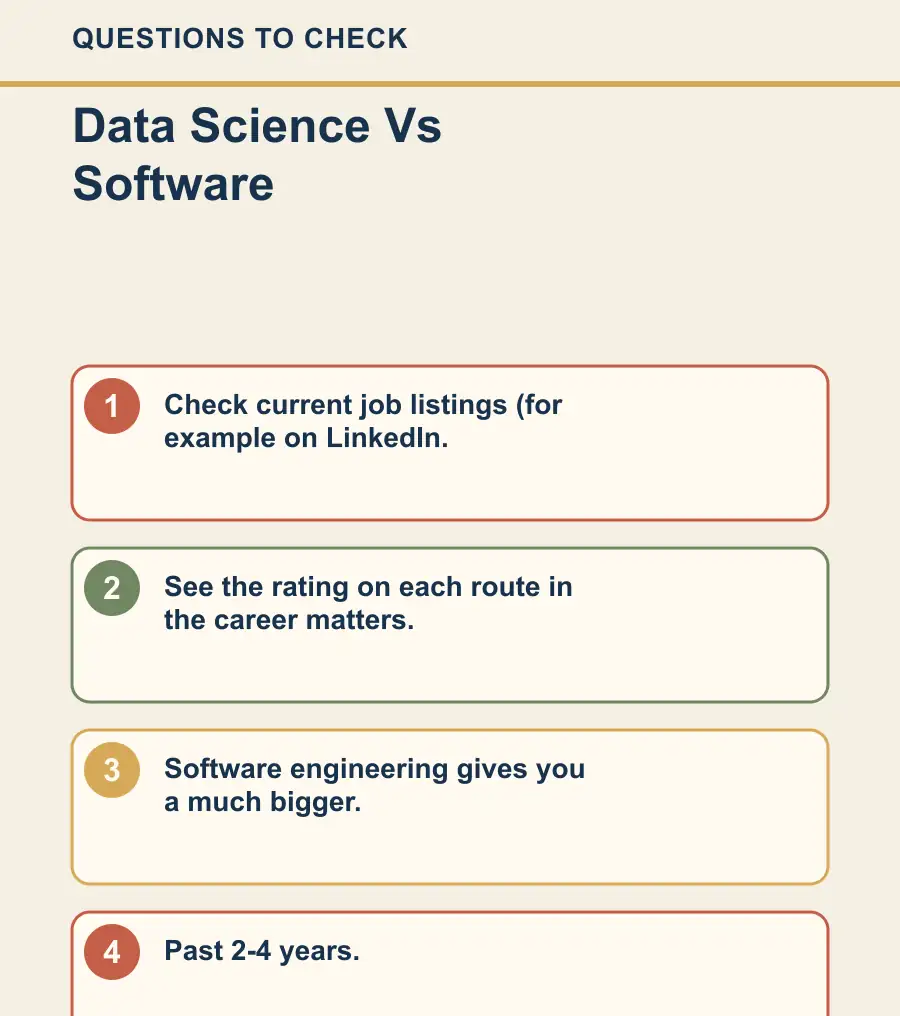 QUESTIONS TO CHECK
Data Science Vs
Software
1
Check current job listings (for
example on LinkedIn.
2
See the rating on each route in
the career matters.
3
Software engineering gives you
a much bigger.
4
Past 2-4 years.